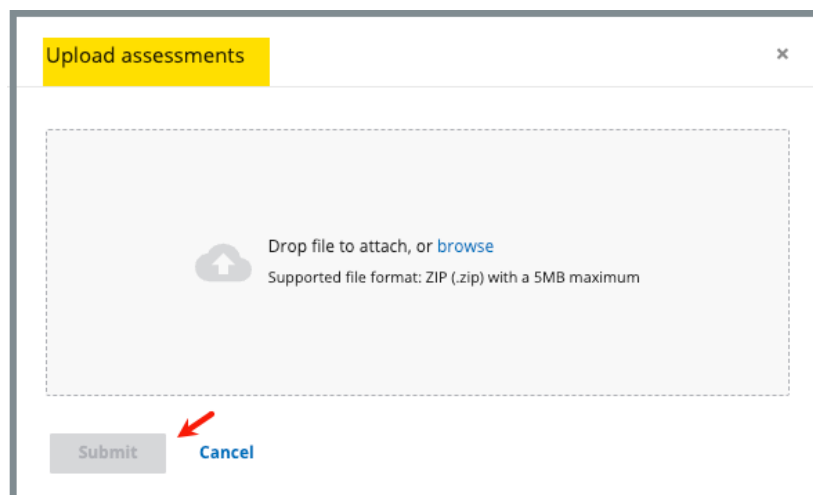 Upload assessments
×
Drop file to attach, or browse
Supported file format: ZIP (.zip) with a 5MB maximum
Submit
Cancel